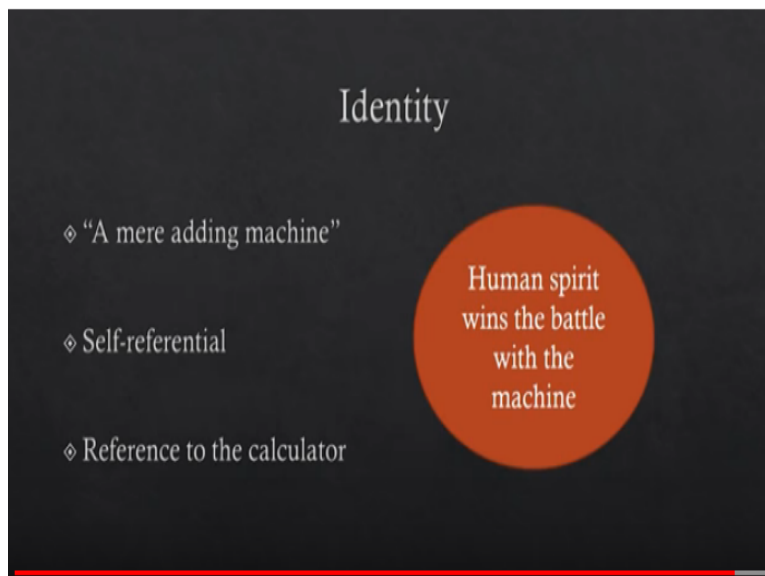 Identity
“A mere adding machine”
Self-referential
Reference to the calculator
Human spirit
wins the battle
with the
machine